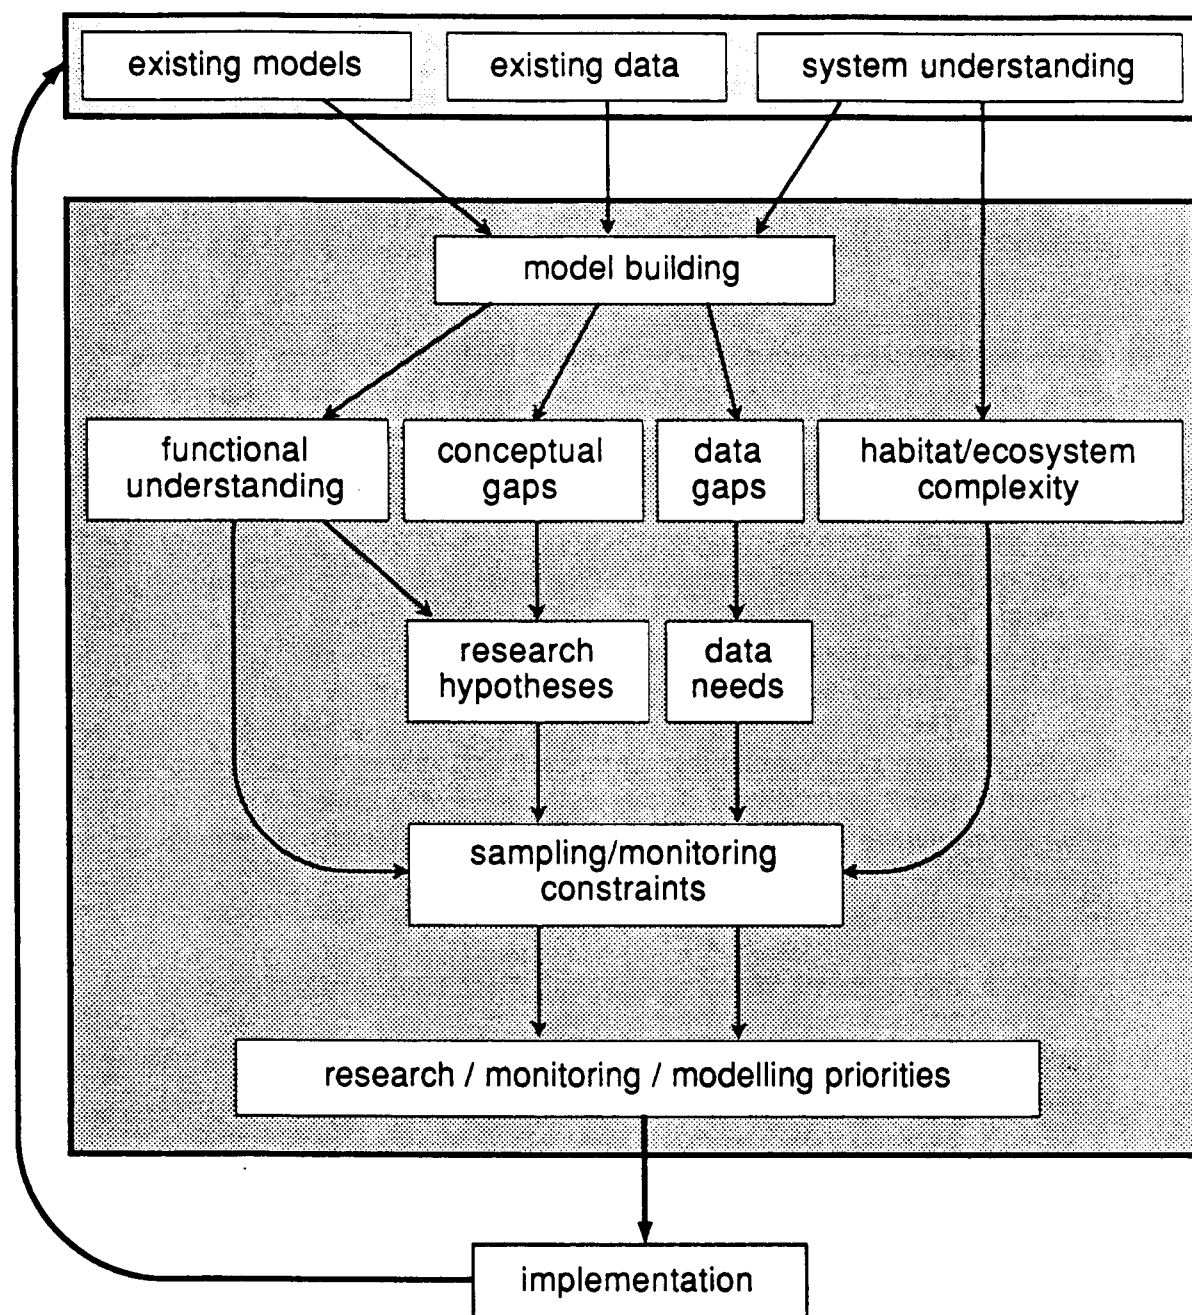 existing models
existing data
system understanding
model building
functional
understanding
conceptual
gaps
data
gaps
habitat/ecosystem
complexity
research
hypotheses
data
needs
sampling/monitoring
constraints
research / monitoring / modelling priorities
implementation